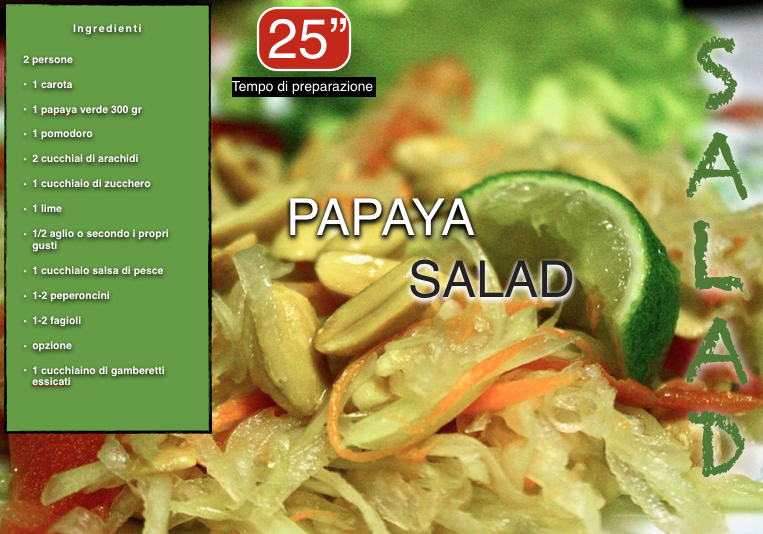 Ingredienti
2 persone
• 1 carota
• 1 papaya verde 300 gr
• 1 pomodoro
• 2 cucchiai di arachidi
• 1 cucchiaio di zucchero
• 1 lime
• 1/2 aglio o secondo i propri
gusti
• 1 cucchiaio salsa di pesce
• 1-2 peperoncini
• 1-2 fagioli
• opzione
• 1 cucchiaino di gamberetti
essicati
25”
Tempo di preparazione
PAPAYA
SALAD
SALAD